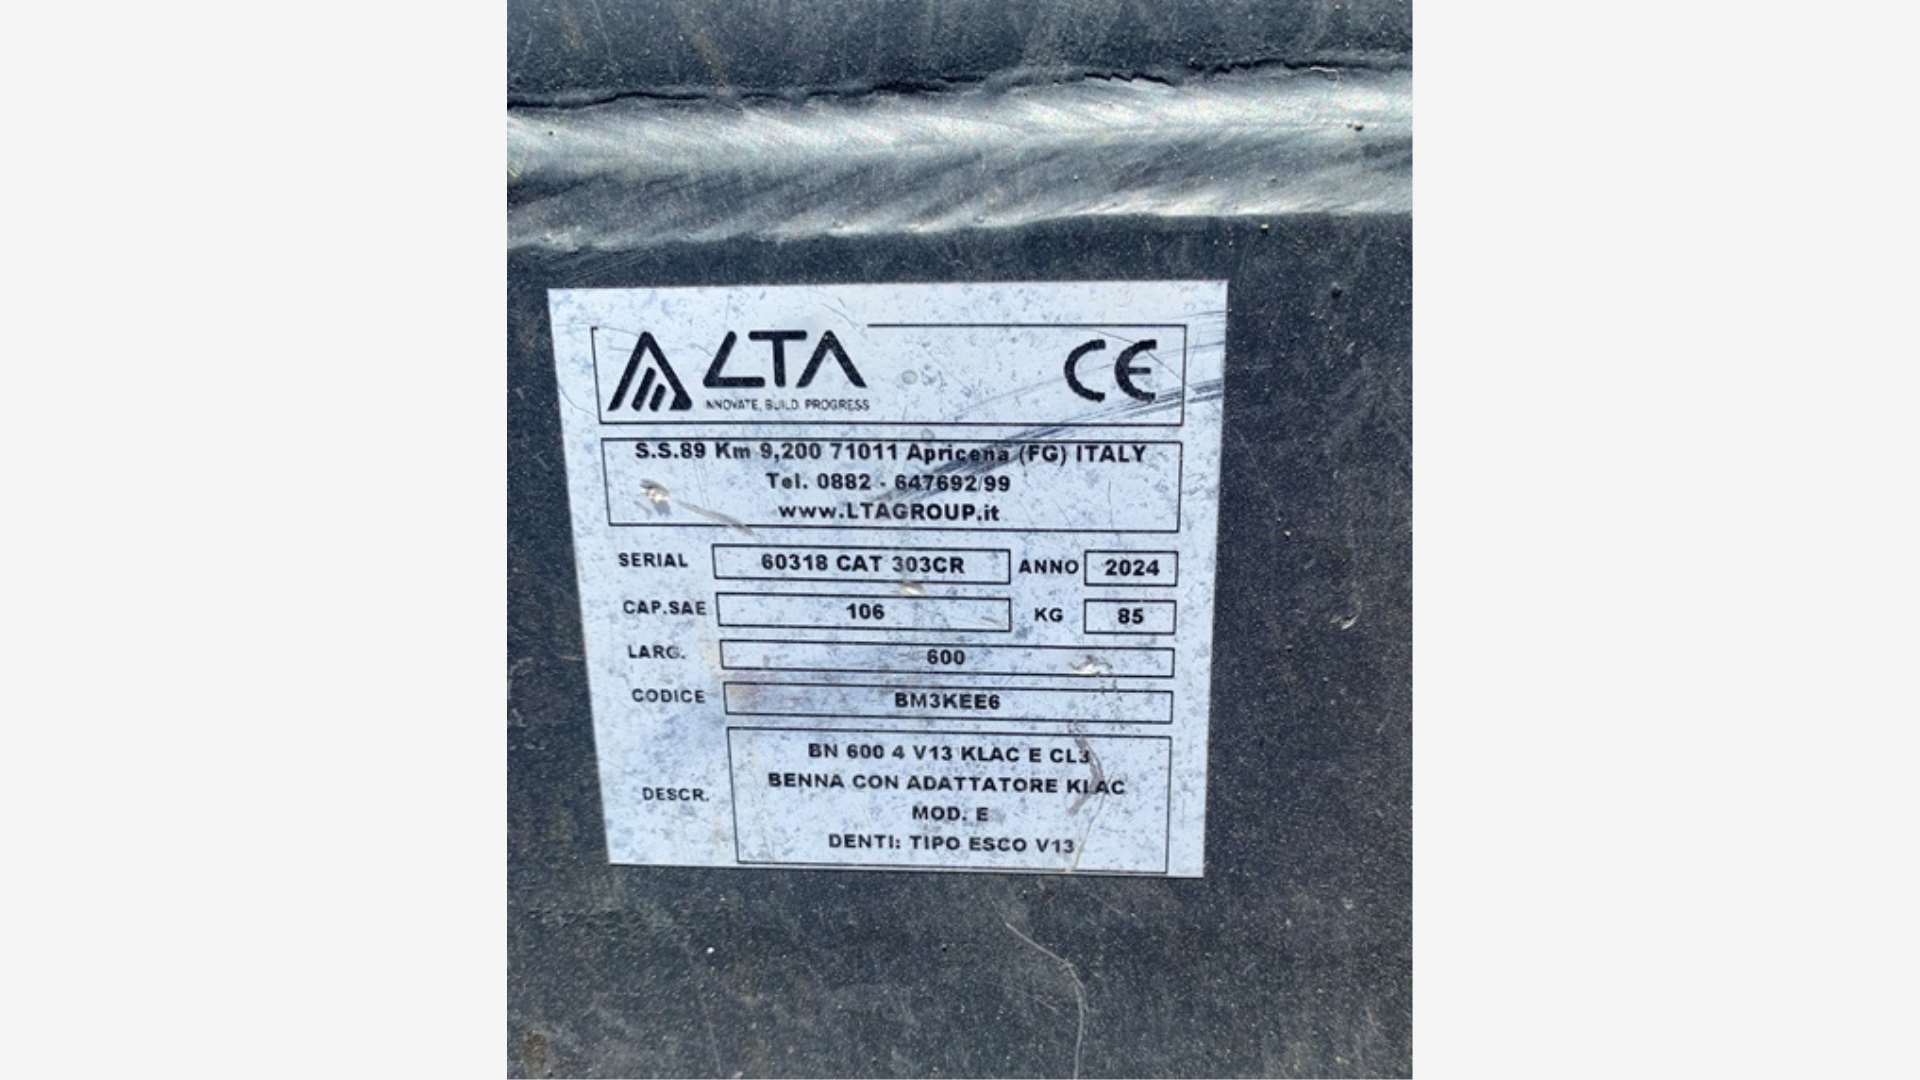 LTA
INNOVATE, BUILD, PROGRESS
CE
S.S.89 Km 9,200 71011 Apricena (FG) ITALY
Tel. 0882 - 647692/99
www.LTAGROUP.it
SERIAL 60318 CAT 303CR ANNO 2024
CAP.SAE 106 KG 85
LARG. 600
CODICE BM3KEE6
DESCR. BN 600 4 V13 KLAC E CL3
BENNA CON ADATTATORE KLAC
MOD. E
DENTI: TIPO ESCO V13